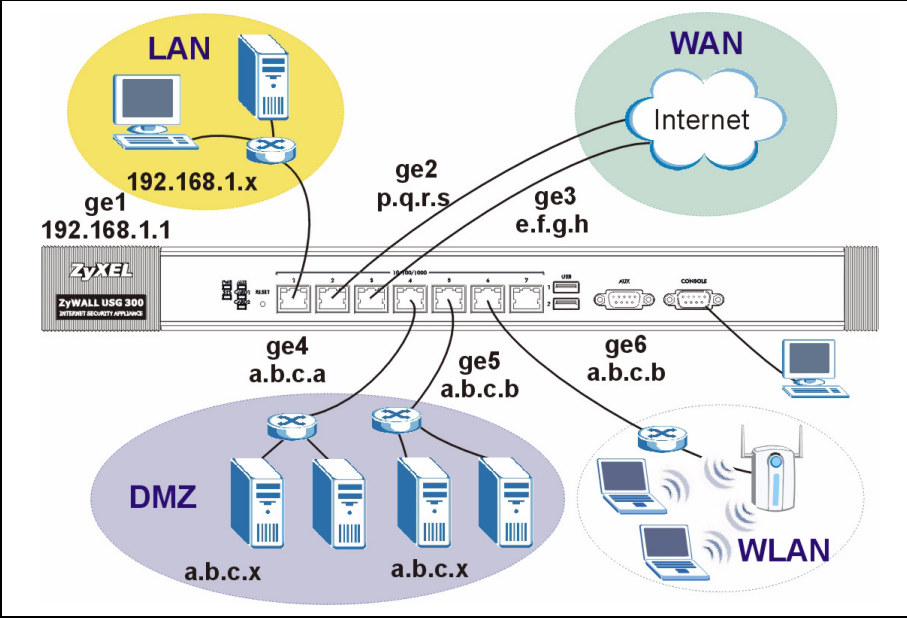 LAN
WAN
Internet
192.168.1.x
ge1
192.168.1.1
ge2
p.q.r.s
ge3
e.f.g.h
ZyXEL
ZyWALL USG 300
INTERNET SECURITY APPLIANCE
RESET
10/100/1000
1 2 3 4 5 6 7
USB
1
2
AUX
CONSOLE
ge4
a.b.c.a
ge5
a.b.c.b
ge6
a.b.c.b
DMZ
a.b.c.x
a.b.c.x
WLAN